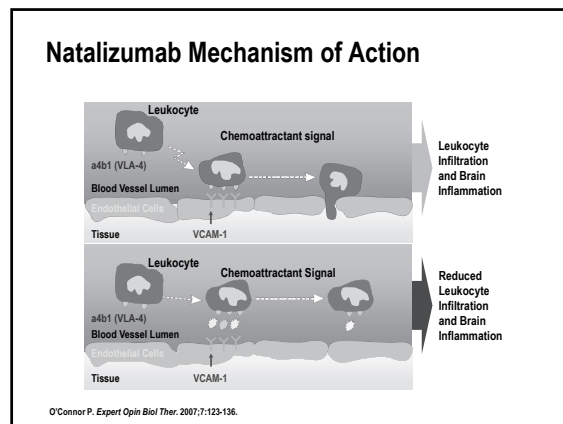 Natalizumab Mechanism of Action
Leukocyte
Chemoattractant signal
a4b1 (VLA-4)
Blood Vessel Lumen
Endothelial Cells
Tissue
VCAM-1
Leukocyte
Infiltration
and Brain
Inflammation
Leukocyte
Chemoattractant Signal
a4b1 (VLA-4)
Blood Vessel Lumen
Endothelial Cells
Tissue
VCAM-1
Reduced
Leukocyte
Infiltration
and Brain
Inflammation
O'Connor P. Expert Opin Biol Ther. 2007;7:123-136.